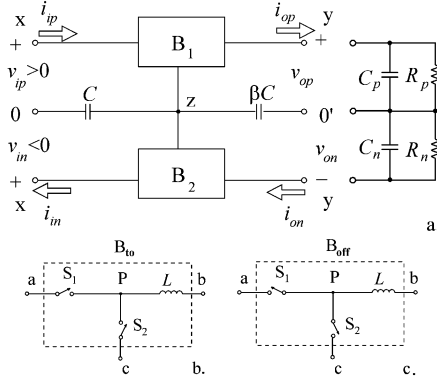 x i_ip i_op y
+ B_1 +
v_ip>0 C v_op C_p R_p
0 z βC 0'
v_in<0 v_on C_n R_n
+ B_2 −
x i_in i_on y
a
B_to B_off
a S_1 P L b a S_1 P L b
S_2 S_2
c b. c c.